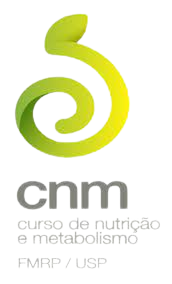 cnm
curso de nutrição
e metabolismo
FMRP / USP